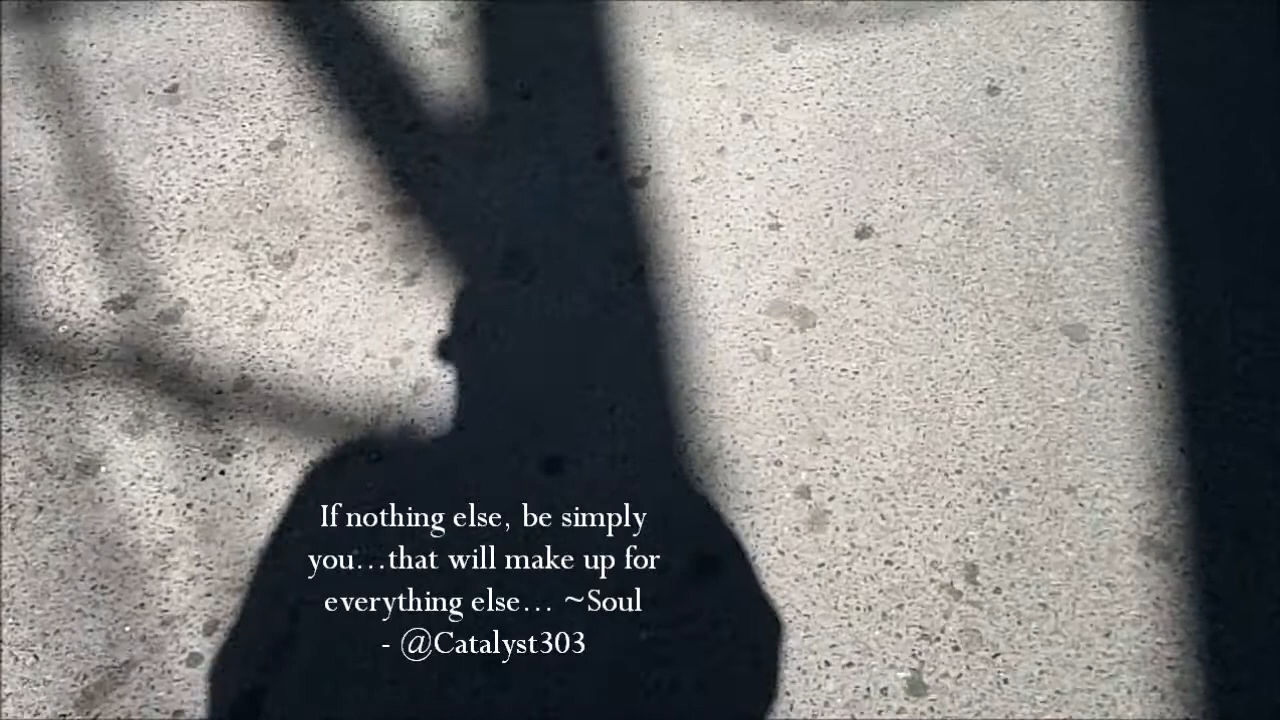 If nothing else, be simply
you...that will make up for
everything else... ~Soul
- @Catalyst303